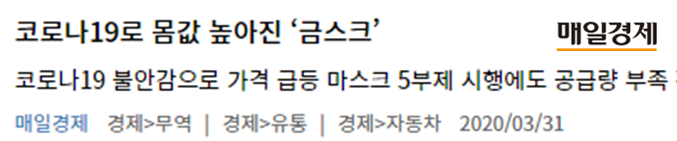 코로나19로 몸값 높아진 ‘금스크’
매일경제
코로나19 불안감으로 가격 급등 마스크 5부제 시행에도 공급량 부족
매일경제 경제>무역 | 경제>유통 | 경제>자동차 2020/03/31